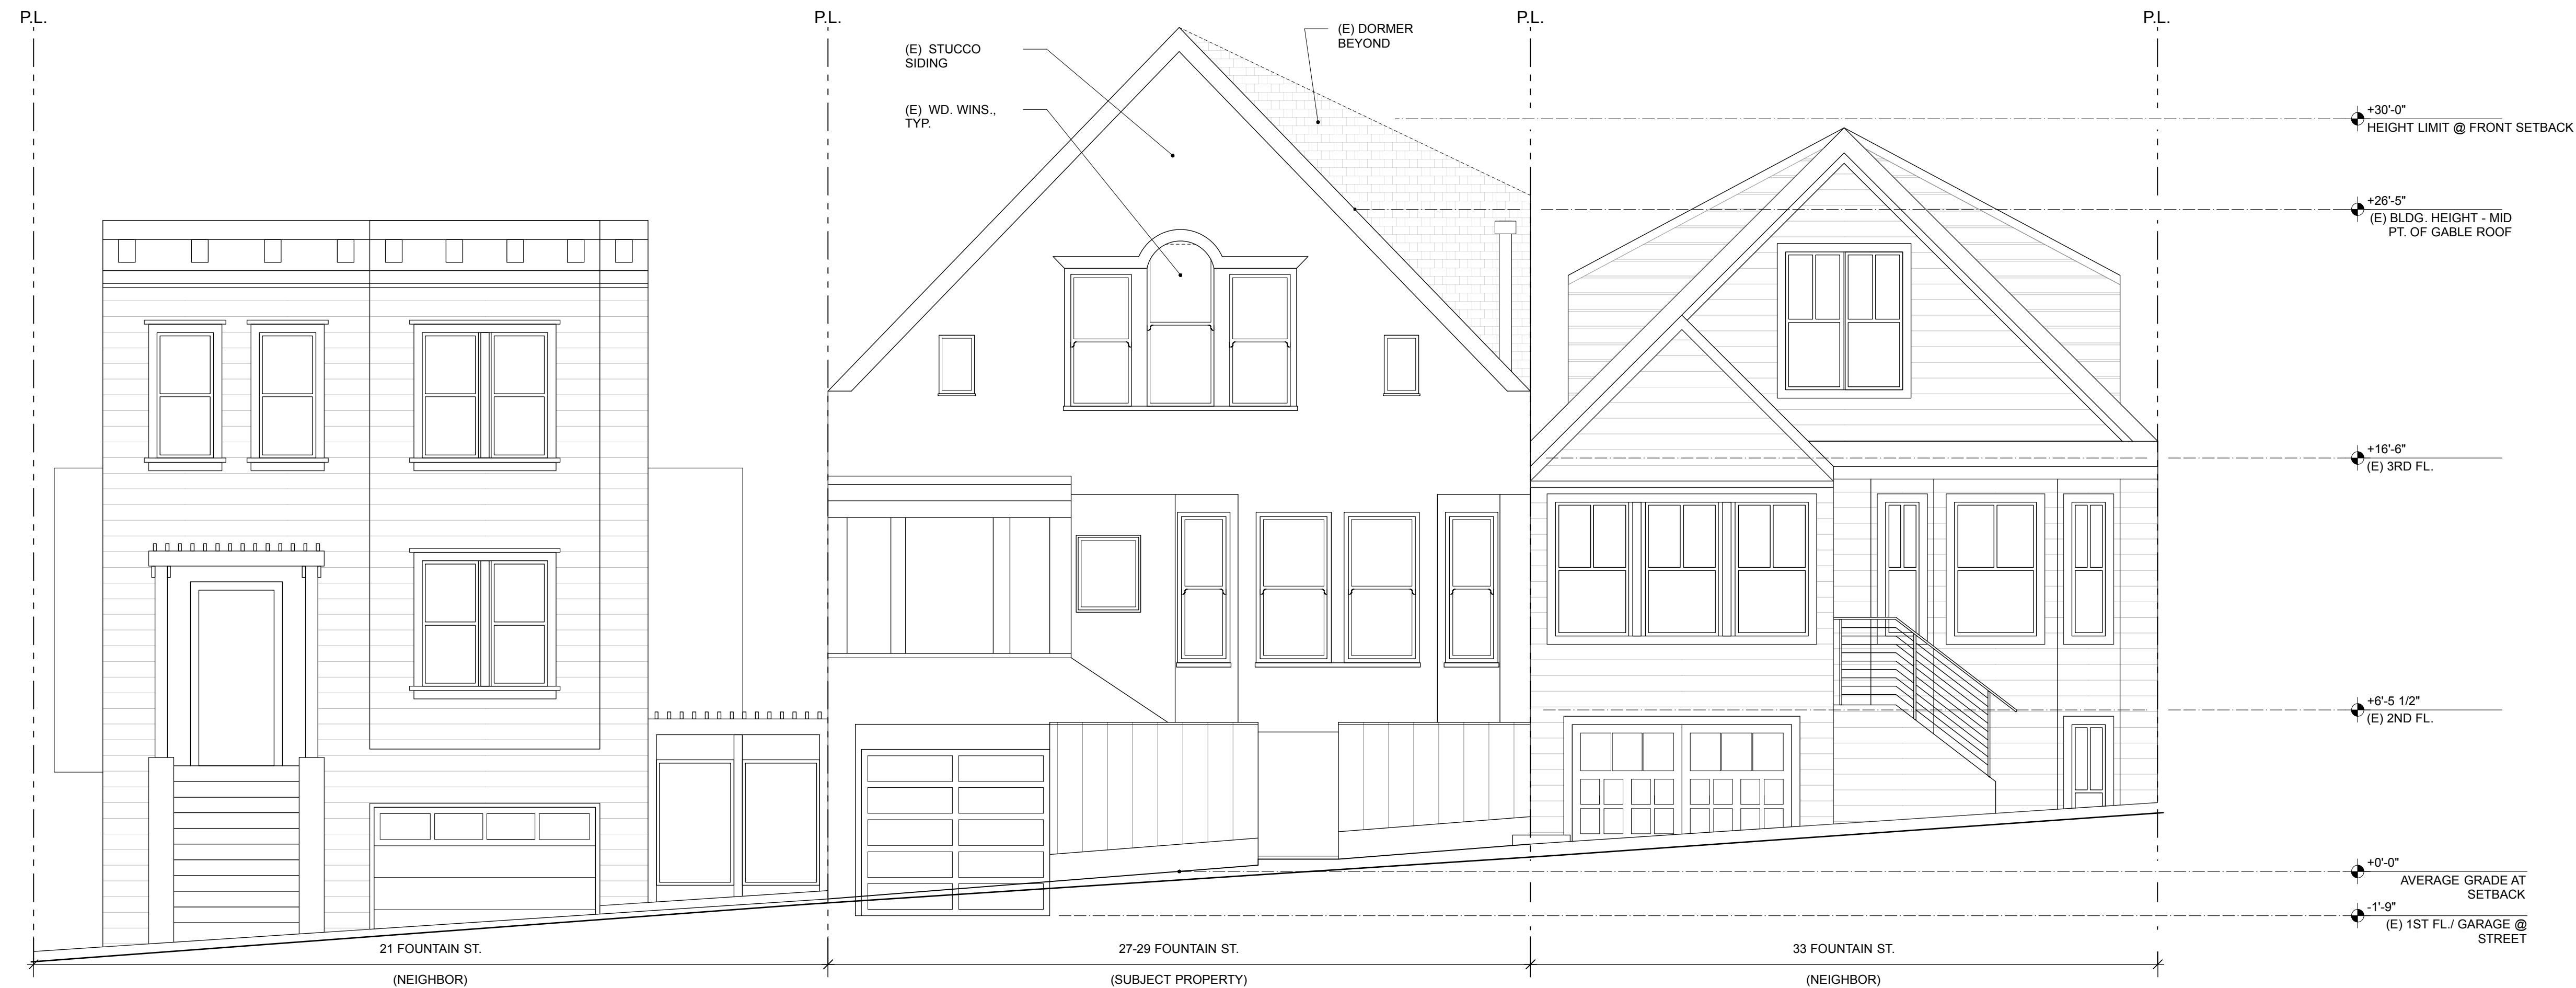 P.L.
P.L.
P.L.
P.L.
(E) STUCCO
SIDING
(E) DORMER
BEYOND
(E) WD. WINS.,
TYP.
+30'-0"
HEIGHT LIMIT @ FRONT SETBACK
+26'-5"
(E) BLDG. HEIGHT - MID
PT. OF GABLE ROOF
+16'-6"
(E) 3RD FL.
+6'-5 1/2"
(E) 2ND FL.
+0'-0"
AVERAGE GRADE AT
SETBACK
-1'-9"
(E) 1ST FL./ GARAGE @
STREET
21 FOUNTAIN ST.
(NEIGHBOR)
27-29 FOUNTAIN ST.
(SUBJECT PROPERTY)
33 FOUNTAIN ST.
(NEIGHBOR)